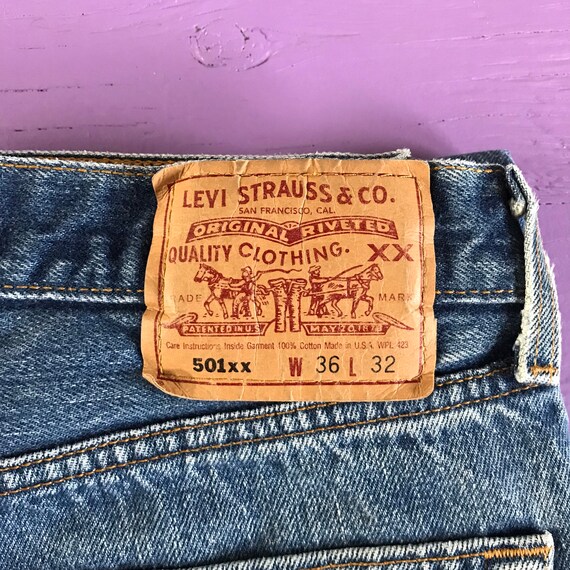 LEVI STRAUSS & CO.
SAN FRANCISCO, CAL.
ORIGINAL RIVETED
QUALITY CLOTHING. XX
TRADE MARK
PATENTED IN U.S. MAY 20 1873
Care Instructions Inside Garment 100% Cotton Made in U.S.A. WPL 423
501xx W 36 L 32